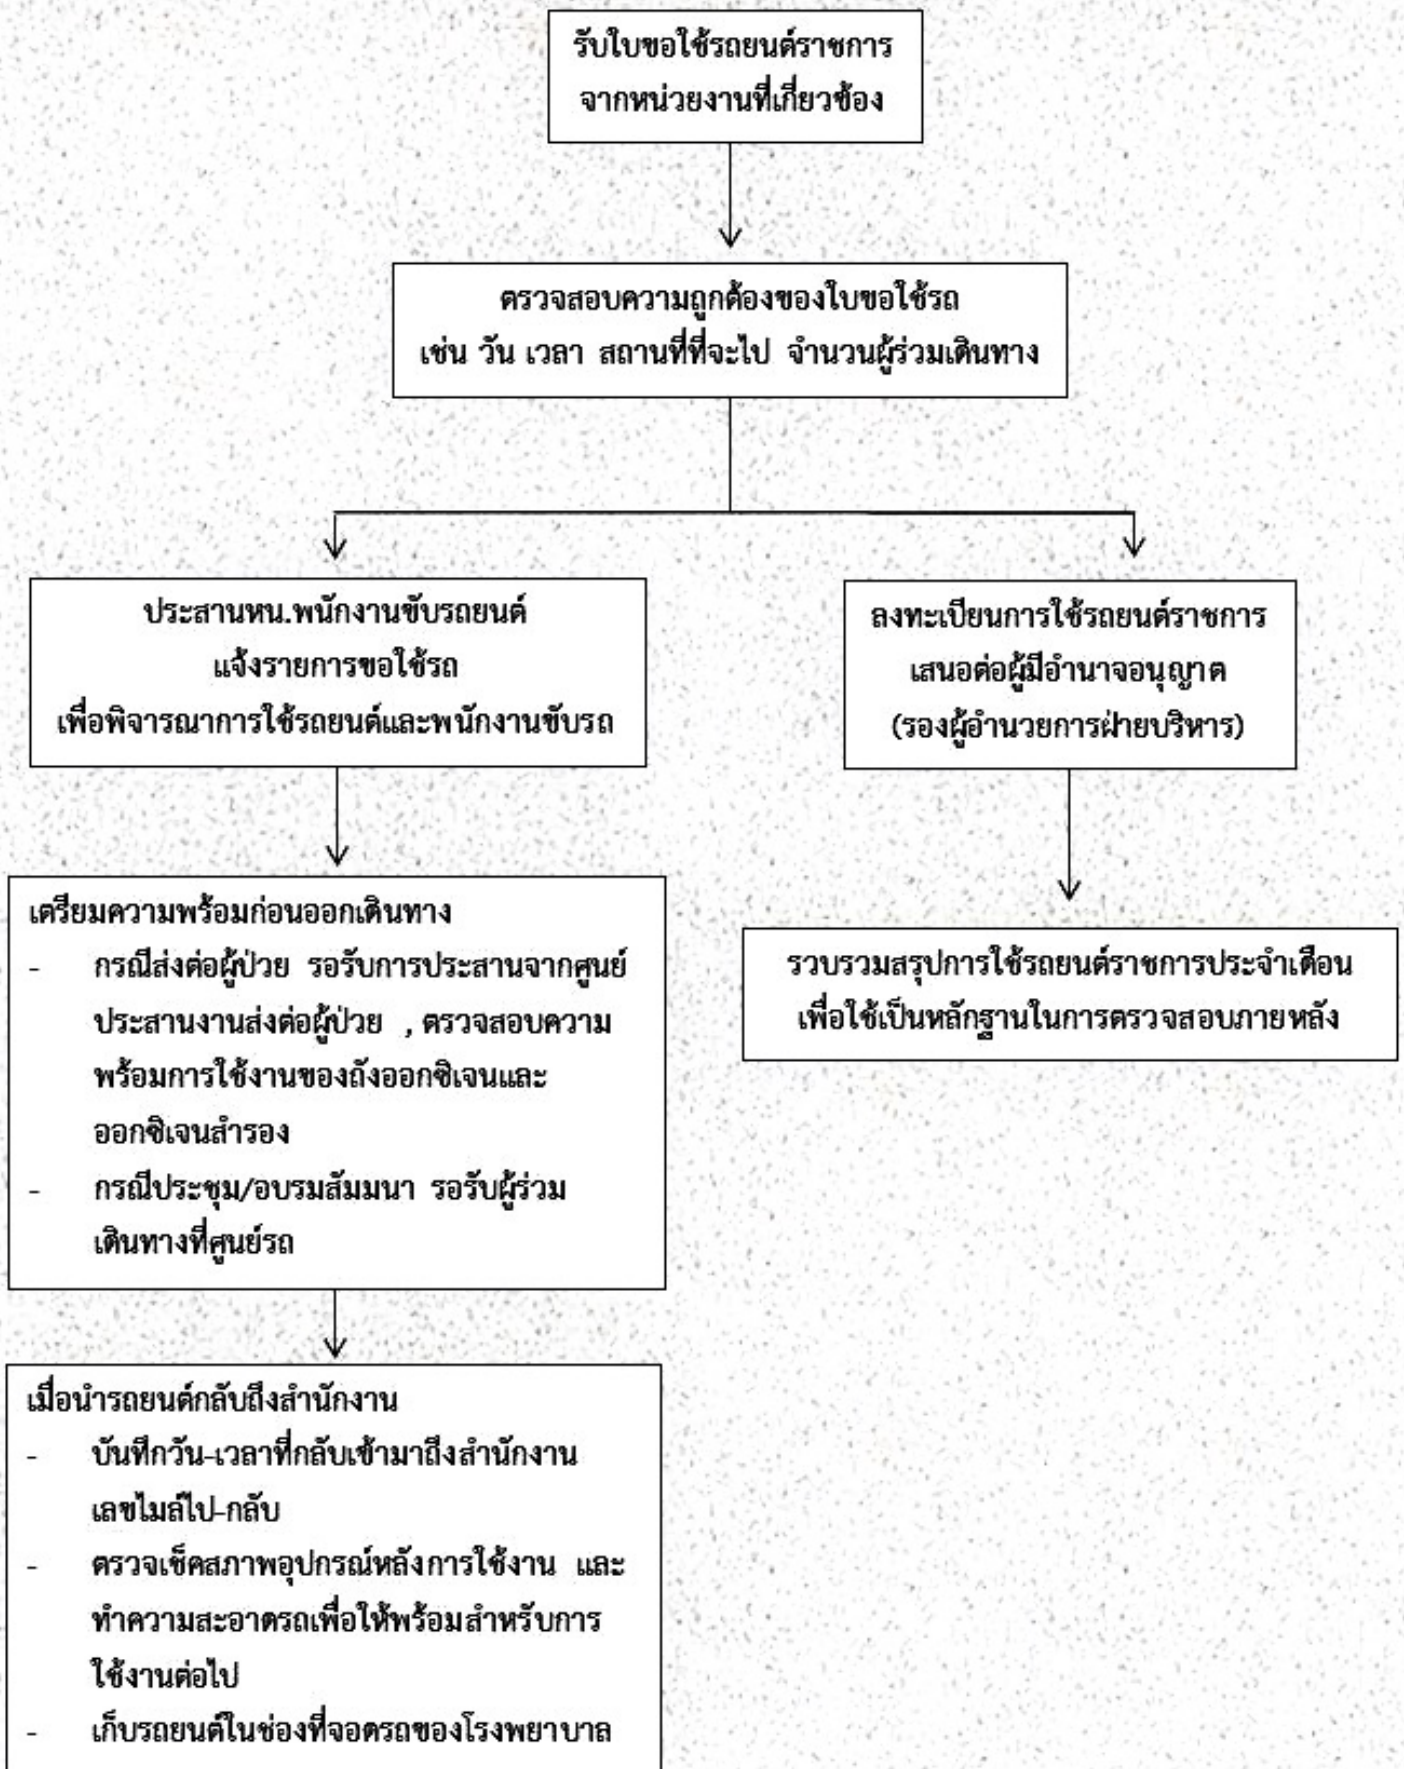 รับใบขอใช้รถยนต์ราชการ
จากหน่วยงานที่เกี่ยวข้อง
ตรวจสอบความถูกต้องของใบขอใช้รถ
เช่น วัน เวลา สถานที่ที่จะไป จำนวนผู้ร่วมเดินทาง
ประสานหน.พนักงานขับรถยนต์
แจ้งรายการขอใช้รถ
เพื่อพิจารณาการใช้รถยนต์และพนักงานขับรถ
ลงทะเบียนการใช้รถยนต์ราชการ
เสนอต่อผู้มีอำนาจอนุญาต
(รองผู้อำนวยการฝ่ายบริหาร)
เตรียมความพร้อมก่อนออกเดินทาง
- กรณีส่งต่อผู้ป่วย รอรับการประสานจากศูนย์
ประสานงานส่งต่อผู้ป่วย , ตรวจสอบความ
พร้อมการใช้งานของถังออกซิเจนและ
ออกซิเจนสำรอง
- กรณีประชุม/อบรมสัมมนา รอรับผู้ร่วม
เดินทางที่ศูนย์รถ
รวบรวมสรุปการใช้รถยนต์ราชการประจำเดือน
เพื่อใช้เป็นหลักฐานในการตรวจสอบภายหลัง
เมื่อนำรถยนต์กลับถึงสำนักงาน
- บันทึกวัน-เวลาที่กลับเข้ามาถึงสำนักงาน
เลขไมล์ไป-กลับ
- ตรวจเช็คสภาพอุปกรณ์หลังการใช้งาน และ
ทำความสะอาดรถเพื่อให้พร้อมสำหรับการ
ใช้งานต่อไป
- เก็บรถยนต์ในช่องที่จอดรถของโรงพยาบาล